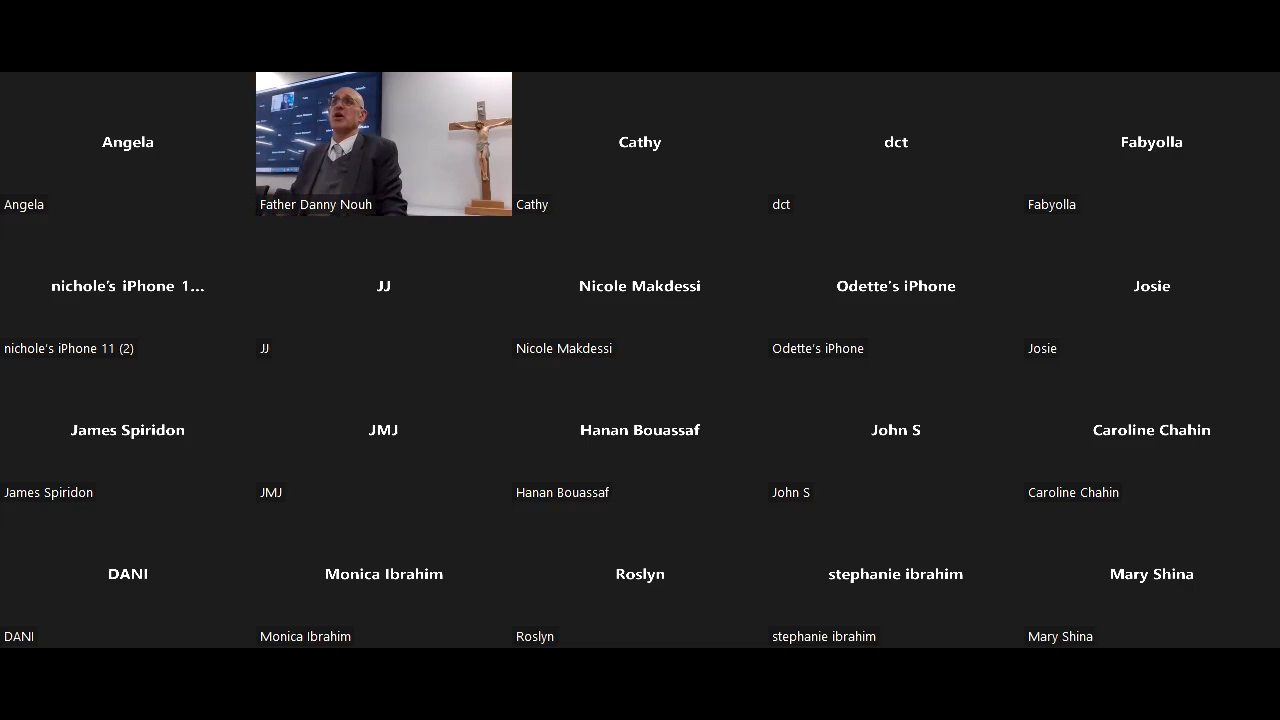 Angela
Cathy
dct
Fabyolla
Angela
Father Danny Nouh
Cathy
dct
Fabyolla
nichole's iPhone 1...
JJ
Nicole Makdessi
Odette's iPhone
Josie
nichole's iPhone 11 (2)
JJ
Nicole Makdessi
Odette's iPhone
Josie
James Spiridon
JMJ
Hanan Bouassaf
John S
Caroline Chahin
James Spiridon
JMJ
Hanan Bouassaf
John S
Caroline Chahin
DANI
Monica Ibrahim
Roslyn
stephanie ibrahim
Mary Shina
DANI
Monica Ibrahim
Roslyn
stephanie ibrahim
Mary Shina